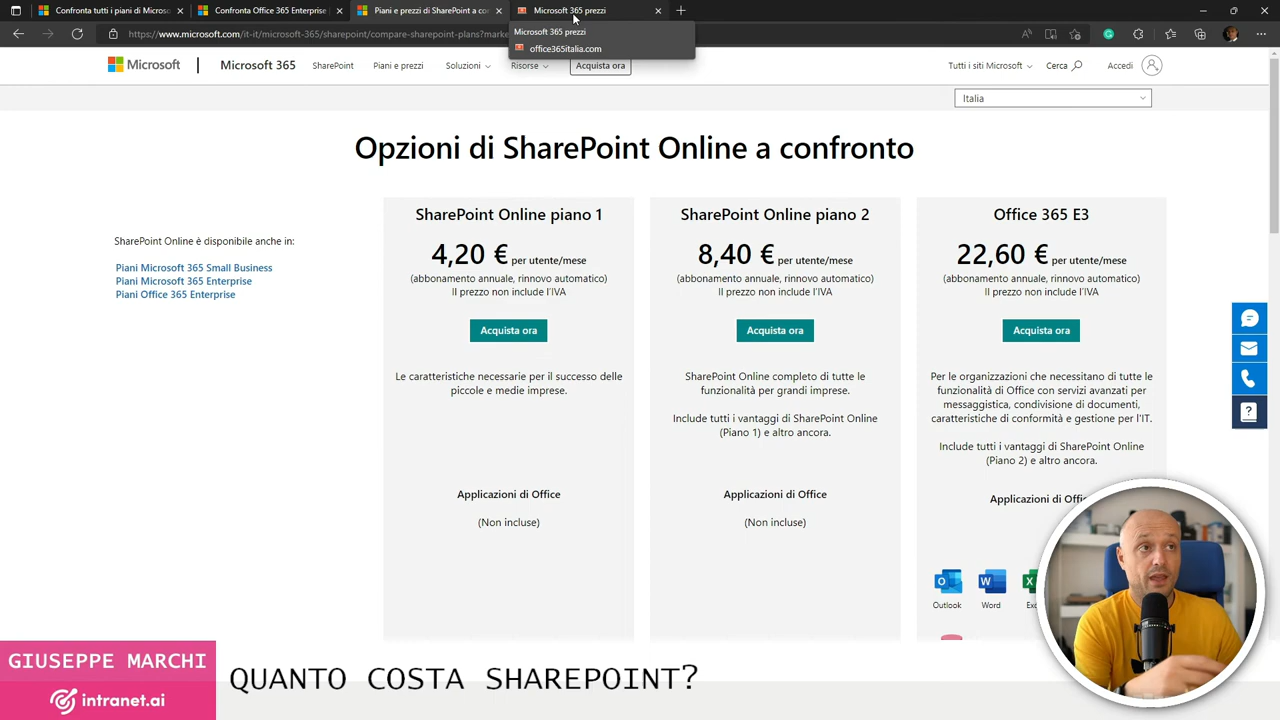 Confronta tutti i piani di Microso
Confronta Office 365 Enterprise
Piani e prezzi di SharePoint a co
Microsoft 365 prezzi
https://www.microsoft.com/it-it/microsoft-365/sharepoint/compare-sharepoint-plans?marke
Microsoft 365 prezzi
office365italia.com
Microsoft
Microsoft 365
SharePoint
Piani e prezzi
Soluzioni
Risorse
Acquista ora
Tutti i siti Microsoft
Cerca
Accedi
Italia
Opzioni di SharePoint Online a confronto
SharePoint Online è disponibile anche in:
Piani Microsoft 365 Small Business
Piani Microsoft 365 Enterprise
Piani Office 365 Enterprise
SharePoint Online piano 1
4,20 € per utente/mese
(abbonamento annuale, rinnovo automatico)
Il prezzo non include l'IVA
Acquista ora
Le caratteristiche necessarie per il successo delle
piccole e medie imprese.
Applicazioni di Office
(Non incluse)
SharePoint Online piano 2
8,40 € per utente/mese
(abbonamento annuale, rinnovo automatico)
Il prezzo non include l'IVA
Acquista ora
SharePoint Online completo di tutte le
funzionalità per grandi imprese.
Include tutti i vantaggi di SharePoint Online
(Piano 1) e altro ancora.
Applicazioni di Office
(Non incluse)
Office 365 E3
22,60 € per utente/mese
(abbonamento annuale, rinnovo automatico)
Il prezzo non include l'IVA
Acquista ora
Per le organizzazioni che necessitano di tutte le
funzionalità di Office con servizi avanzati per
messaggistica, condivisione di documenti,
caratteristiche di conformità e gestione per l'IT.
Include tutti i vantaggi di SharePoint Online
(Piano 2) e altro ancora.
Applicazioni di Offic
Outlook
Word
Exc
GIUSEPPE MARCHI
intranet.ai
QUANTO COSTA SHAREPOINT?